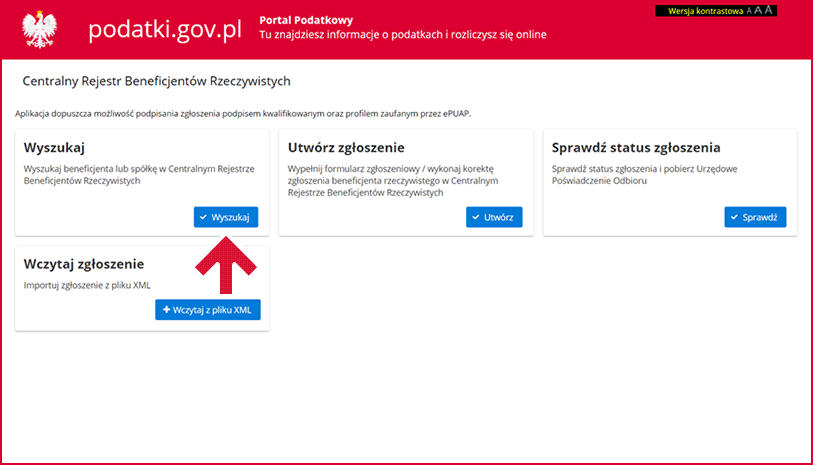 podatki.gov.pl
Portal Podatkowy
Tu znajdziesz informacje o podatkach i rozliczysz się online
Wersja kontrastowa A A A
Centralny Rejestr Beneficjentów Rzeczywistych
Aplikacja dopuszcza możliwość podpisania zgłoszenia podpisem kwalifikowanym oraz profilem zaufanym przez ePUAP.
Wyszukaj
Wyszukaj beneficjenta lub spółkę w Centralnym Rejestrze
Beneficjentów Rzeczywistych
Wyszukaj
Utwórz zgłoszenie
Wypełnij formularz zgłoszeniowy / wykonaj korektę
zgłoszenia beneficjenta rzeczywistego w Centralnym
Rejestrze Beneficjentów Rzeczywistych
Utwórz
Sprawdź status zgłoszenia
Sprawdź status zgłoszenia i pobierz Urzędowe
Poświadczenie Odbioru
Sprawdź
Wczytaj zgłoszenie
Importuj zgłoszenie z pliku XML
Wczytaj z pliku XML